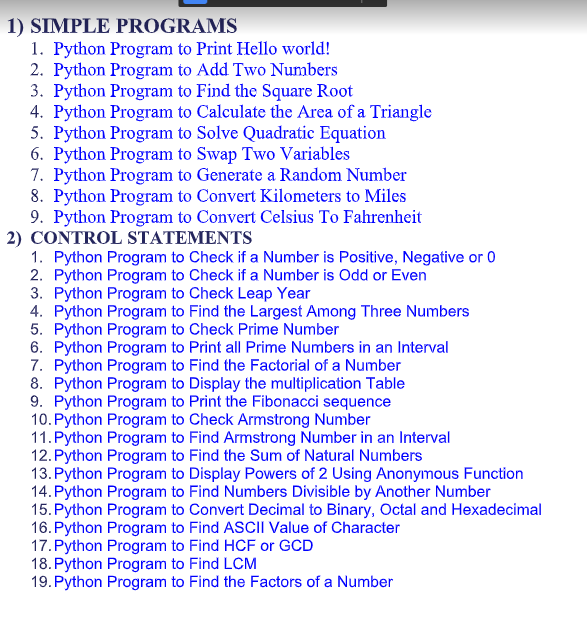 1) SIMPLE PROGRAMS
1. Python Program to Print Hello world!
2. Python Program to Add Two Numbers
3. Python Program to Find the Square Root
4. Python Program to Calculate the Area of a Triangle
5. Python Program to Solve Quadratic Equation
6. Python Program to Swap Two Variables
7. Python Program to Generate a Random Number
8. Python Program to Convert Kilometers to Miles
9. Python Program to Convert Celsius To Fahrenheit
2) CONTROL STATEMENTS
1. Python Program to Check if a Number is Positive, Negative or 0
2. Python Program to Check if a Number is Odd or Even
3. Python Program to Check Leap Year
4. Python Program to Find the Largest Among Three Numbers
5. Python Program to Check Prime Number
6. Python Program to Print all Prime Numbers in an Interval
7. Python Program to Find the Factorial of a Number
8. Python Program to Display the multiplication Table
9. Python Program to Print the Fibonacci sequence
10. Python Program to Check Armstrong Number
11. Python Program to Find Armstrong Number in an Interval
12. Python Program to Find the Sum of Natural Numbers
13. Python Program to Display Powers of 2 Using Anonymous Function
14. Python Program to Find Numbers Divisible by Another Number
15. Python Program to Convert Decimal to Binary, Octal and Hexadecimal
16. Python Program to Find ASCII Value of Character
17. Python Program to Find HCF or GCD
18. Python Program to Find LCM
19. Python Program to Find the Factors of a Number